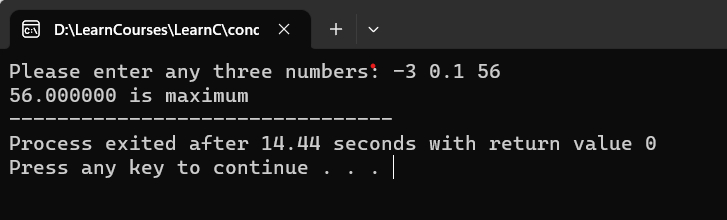 D:\LearnCourses\LearnC\conc
Please enter any three numbers: -3 0.1 56
56.000000 is maximum
--------------------------------
Process exited after 14.44 seconds with return value 0
Press any key to continue . . .